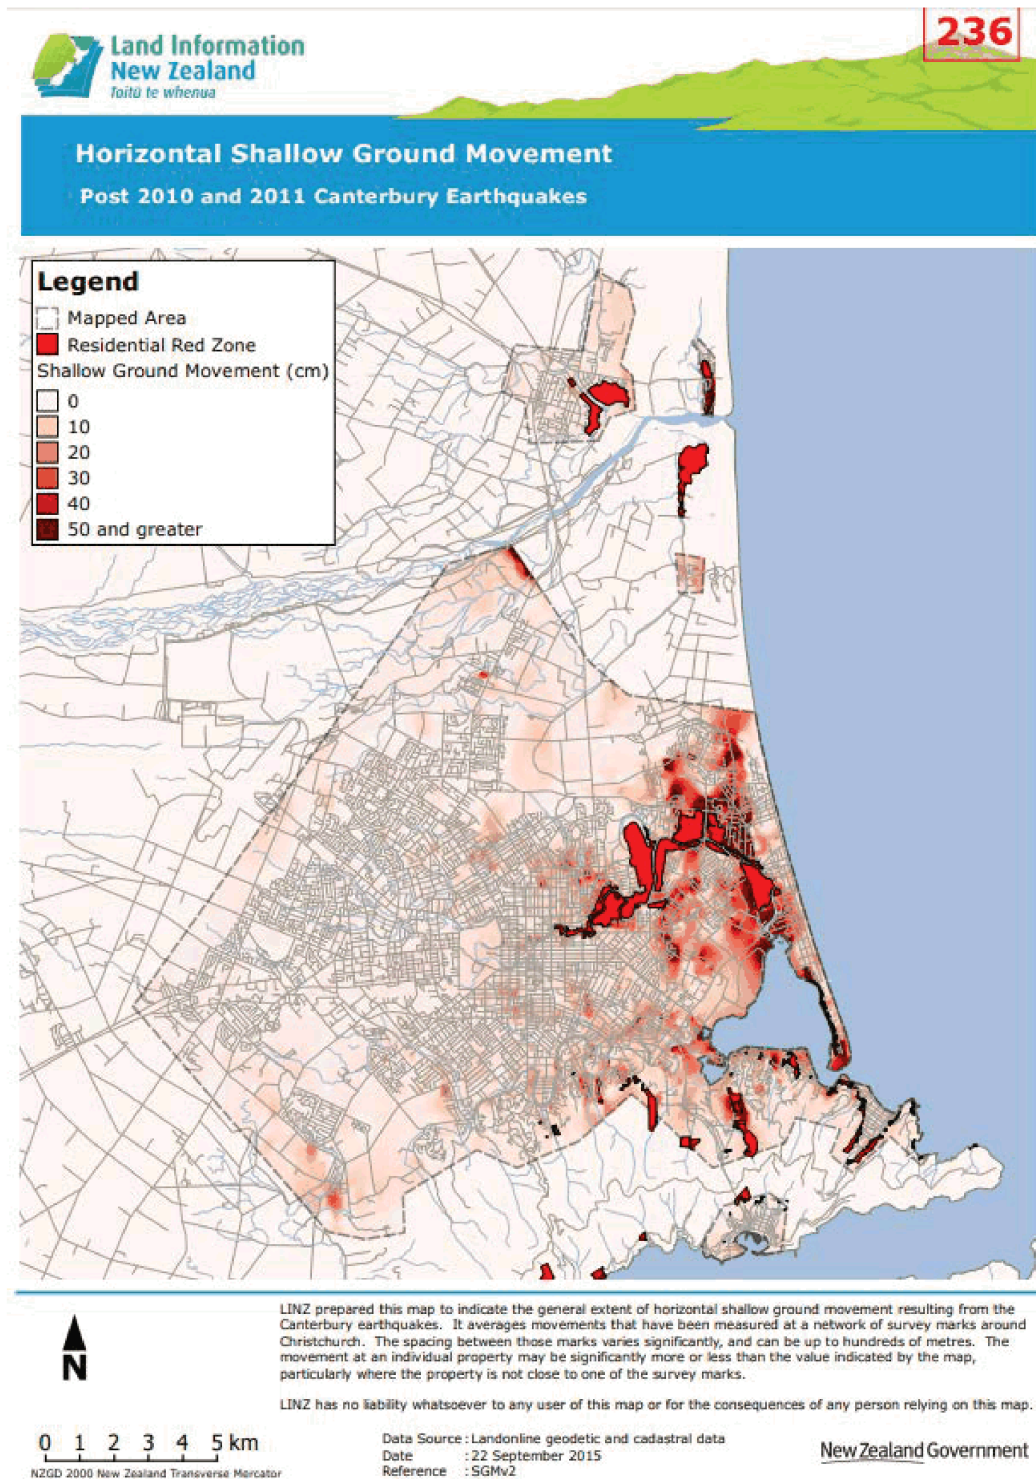 236
Land Information
New Zealand
Toitū te whenua
Horizontal Shallow Ground Movement
Post 2010 and 2011 Canterbury Earthquakes
Legend
Mapped Area
Residential Red Zone
Shallow Ground Movement (cm)
0
10
20
30
40
50 and greater
LINZ prepared this map to indicate the general extent of horizontal shallow ground movement resulting from the
Canterbury earthquakes. It averages movements that have been measured at a network of survey marks around
Christchurch. The spacing between those marks varies significantly, and can be up to hundreds of metres. The
movement at an individual property may be significantly more or less than the value indicated by the map,
particularly where the property is not close to one of the survey marks.
LINZ has no liability whatsoever to any user of this map or for the consequences of any person relying on this map.
N
0 1 2 3 4 5 km
NZGD 2000 New Zealand Transverse Mercator
Data Source : Landonline geodetic and cadastral data
Date : 22 September 2015
Reference : SGMv2
New Zealand Government